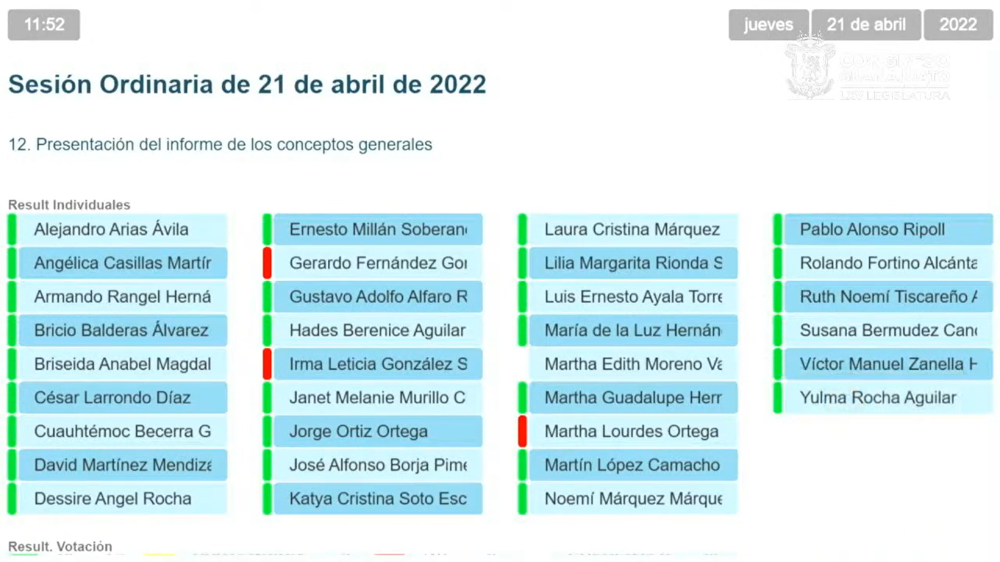 11:52
jueves 21 de abril 2022
CONGRESO
GUANAJUATO
LXV LEGISLATURA
Sesión Ordinaria de 21 de abril de 2022
12. Presentación del informe de los conceptos generales
Result Individuales
Alejandro Arias Ávila
Angélica Casillas Martír
Armando Rangel Herná
Bricio Balderas Álvarez
Briseida Anabel Magdal
César Larrondo Díaz
Cuauhtémoc Becerra G
David Martínez Mendiza
Dessire Angel Rocha
Ernesto Millán Soberan
Gerardo Fernández Gor
Gustavo Adolfo Alfaro R
Hades Berenice Aguilar
Irma Leticia González S
Janet Melanie Murillo C
Jorge Ortiz Ortega
José Alfonso Borja Pime
Katya Cristina Soto Esc
Laura Cristina Márquez
Lilia Margarita Rionda S
Luis Ernesto Ayala Torre
María de la Luz Hernán
Martha Edith Moreno Va
Martha Guadalupe Herr
Martha Lourdes Ortega
Martín López Camacho
Noemí Márquez Márque
Pablo Alonso Ripoll
Rolando Fortino Alcánta
Ruth Noemí Tiscareño A
Susana Bermudez Can
Víctor Manuel Zanella H
Yulma Rocha Aguilar
Result. Votación